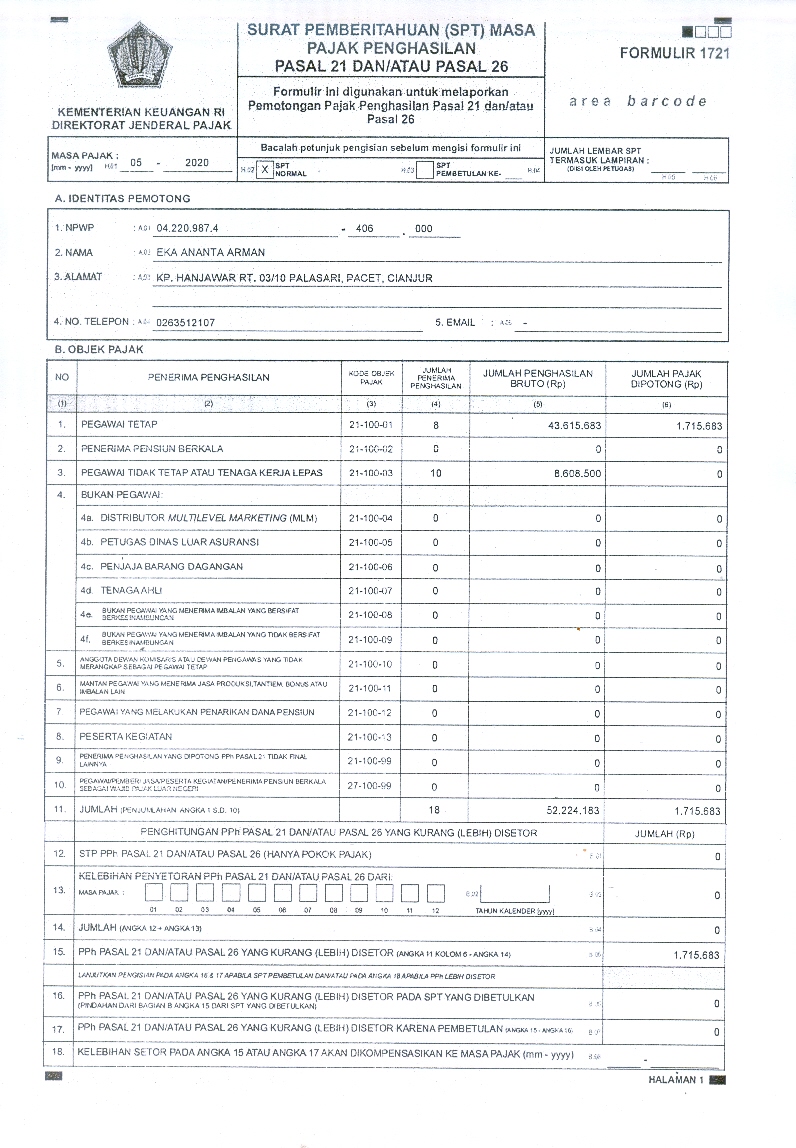 SURAT PEMBERITAHUAN (SPT) MASA
PAJAK PENGHASILAN
PASAL 21 DAN/ATAU PASAL 26
FORMULIR 1721
Formulir ini digunakan untuk melaporkan
Pemotongan Pajak Penghasilan Pasal 21 dan/atau
Pasal 26
area barcode
KEMENTERIAN KEUANGAN RI
DIREKTORAT JENDERAL PAJAK
Bacalah petunjuk pengisian sebelum mengisi formulir ini
MASA PAJAK :
[mm - yyyy] H.01 05 - 2020
H.02 X SPT NORMAL H.03 SPT PEMBETULAN KE- H.04
JUMLAH LEMBAR SPT
TERMASUK LAMPIRAN :
(DIISI OLEH PETUGAS) H.05 H.06
A. IDENTITAS PEMOTONG
1. NPWP : A.01 04.220.987.4 - 406 . 000
2. NAMA : A.02 EKA ANANTA ARMAN
3. ALAMAT : A.03 KP. HANJAWAR RT. 03/10 PALASARI, PACET, CIANJUR
4. NO. TELEPON : A.04 0263512107 5. EMAIL : A.05 -
B. OBJEK PAJAK
NO PENERIMA PENGHASILAN KODE OBJEK PAJAK JUMLAH PENERIMA PENGHASILAN JUMLAH PENGHASILAN BRUTO (Rp) JUMLAH PAJAK DIPOTONG (Rp)
(1) (2) (3) (4) (5) (6)
1. PEGAWAI TETAP 21-100-01 8 43.615.683 1.715.683
2. PENERIMA PENSIUN BERKALA 21-100-02 0 0 0
3. PEGAWAI TIDAK TETAP ATAU TENAGA KERJA LEPAS 21-100-03 10 8.608.500 0
4. BUKAN PEGAWAI:
4a. DISTRIBUTOR MULTILEVEL MARKETING (MLM) 21-100-04 0 0 0
4b. PETUGAS DINAS LUAR ASURANSI 21-100-05 0 0 0
4c. PENJAJA BARANG DAGANGAN 21-100-06 0 0 0
4d. TENAGA AHLI 21-100-07 0 0 0
4e. BUKAN PEGAWAI YANG MENERIMA IMBALAN YANG BERSIFAT BERKESINAMBUNGAN 21-100-08 0 0 0
4f. BUKAN PEGAWAI YANG MENERIMA IMBALAN YANG TIDAK BERSIFAT BERKESINAMBUNGAN 21-100-09 0 0 0
5. ANGGOTA DEWAN KOMISARIS ATAU DEWAN PENGAWAS YANG TIDAK MERANGKAP SEBAGAI PEGAWAI TETAP 21-100-10 0 0 0
6. MANTAN PEGAWAI YANG MENERIMA JASA PRODUKSI, TANTIEM, BONUS ATAU IMBALAN LAIN 21-100-11 0 0 0
7 PEGAWAI YANG MELAKUKAN PENARIKAN DANA PENSIUN 21-100-12 0 0 0
8. PESERTA KEGIATAN 21-100-13 0 0 0
9. PENERIMA PENGHASILAN YANG DIPOTONG PPh PASAL 21 TIDAK FINAL LAINNYA 21-100-99 0 0 0
10. PEGAWAI/PEMBERI JASA/PESERTA KEGIATAN/PENERIMA PENSIUN BERKALA SEBAGAI WAJIB PAJAK LUAR NEGERI 27-100-99 0 0 0
11. JUMLAH (PENJUMLAHAN ANGKA 1 S.D. 10) 18 52.224.183 1.715.683
PENGHITUNGAN PPh PASAL 21 DAN/ATAU PASAL 26 YANG KURANG (LEBIH) DISETOR JUMLAH (Rp)
12. STP PPh PASAL 21 DAN/ATAU PASAL 26 (HANYA POKOK PAJAK) B.01 0
13. KELEBIHAN PENYETORAN PPh PASAL 21 DAN/ATAU PASAL 26 DARI:
MASA PAJAK : B.02 B.03 0
01 02 03 04 05 06 07 08 09 10 11 12 TAHUN KALENDER [yyyy]
14. JUMLAH (ANGKA 12 + ANGKA 13) B.04 0
15. PPh PASAL 21 DAN/ATAU PASAL 26 YANG KURANG (LEBIH) DISETOR (ANGKA 11 KOLOM 6 - ANGKA 14) B.05 1.715.683
LANJUTKAN PENGISIAN PADA ANGKA 16 & 17 APABILA SPT PEMBETULAN DAN/ATAU PADA ANGKA 18 APABILA PPh LEBIH DISETOR
16. PPh PASAL 21 DAN/ATAU PASAL 26 YANG KURANG (LEBIH) DISETOR PADA SPT YANG DIBETULKAN
(PINDAHAN DARI BAGIAN B ANGKA 15 DARI SPT YANG DIBETULKAN) 0
17. PPh PASAL 21 DAN/ATAU PASAL 26 YANG KURANG (LEBIH) DISETOR KARENA PEMBETULAN (ANGKA 15 - ANGKA 16) B.07 0
18. KELEBIHAN SETOR PADA ANGKA 15 ATAU ANGKA 17 AKAN DIKOMPENSASIKAN KE MASA PAJAK (mm - yyyy) B.08 -
HALAMAN 1